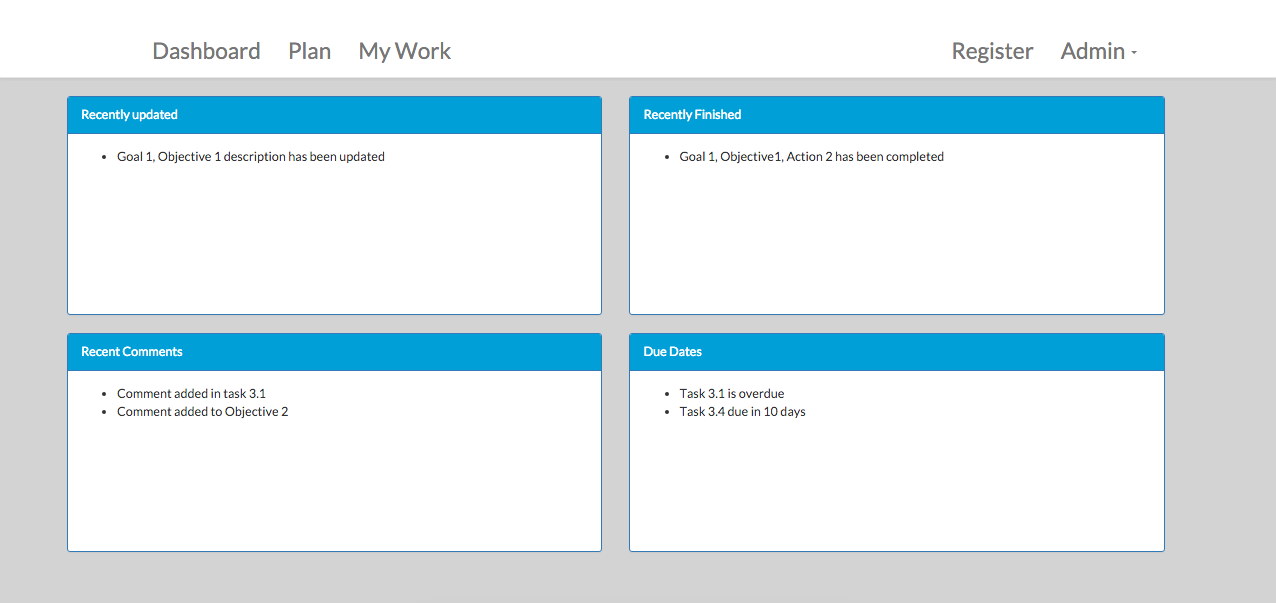 Dashboard Plan My Work Register Admin
Recently updated
Goal 1, Objective 1 description has been updated
Recently Finished
Goal 1, Objective1, Action 2 has been completed
Recent Comments
Comment added in task 3.1
Comment added to Objective 2
Due Dates
Task 3.1 is overdue
Task 3.4 due in 10 days